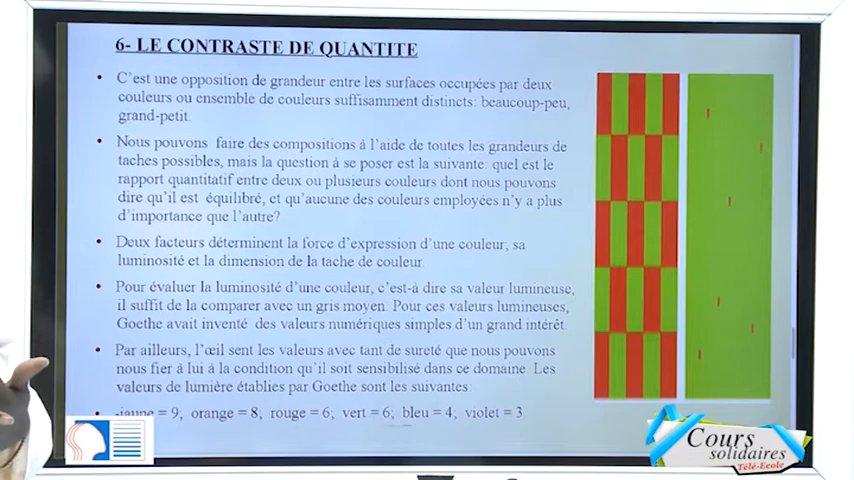 6- LE CONTRASTE DE QUANTITE
• C’est une opposition de grandeur entre les surfaces occupées par deux
couleurs ou ensemble de couleurs suffisamment distincts: beaucoup-peu,
grand-petit.
• Nous pouvons faire des compositions à l’aide de toutes les grandeurs de
taches possibles, mais la question à se poser est la suivante: quel est le
rapport quantitatif entre deux ou plusieurs couleurs dont nous pouvons
dire qu’il est équilibré, et qu’aucune des couleurs employées n’y a plus
d’importance que l’autre?
• Deux facteurs déterminent la force d’expression d’une couleur, sa
luminosité et la dimension de la tache de couleur.
• Pour évaluer la luminosité d’une couleur, c’est-à dire sa valeur lumineuse,
il suffit de la comparer avec un gris moyen. Pour ces valeurs lumineuses,
Goethe avait inventé des valeurs numériques simples d’un grand intérêt.
• Par ailleurs, l’œil sent les valeurs avec tant de sureté que nous pouvons
nous fier à lui à la condition qu’il soit sensibilisé dans ce domaine. Les
valeurs de lumière établies par Goethe sont les suivantes:
• -jaune = 9; orange = 8; rouge = 6; vert = 6; bleu = 4; violet = 3
Cours
solidaires
Télé-Ecole